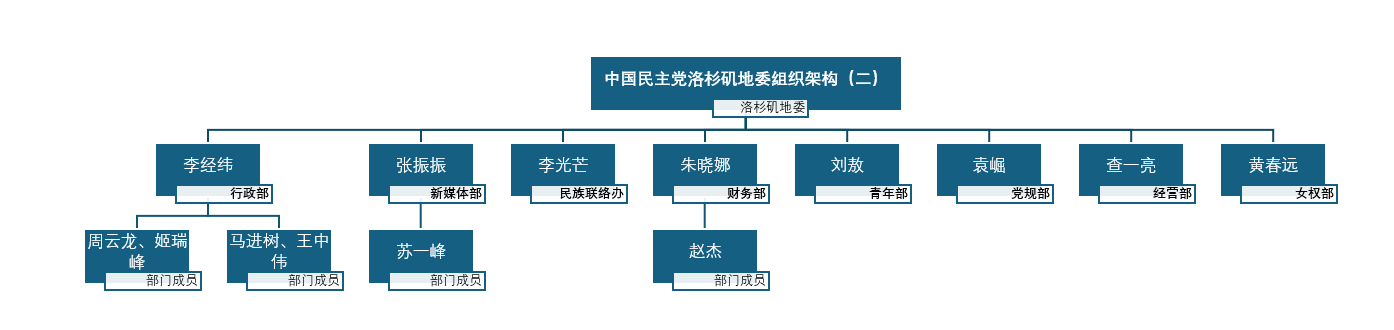 中国民主党洛杉矶地委组织架构（二）
洛杉矶地委
李经纬
行政部
张振振
新媒体部
李光芒
民族联络办
朱晓娜
财务部
刘敖
青年部
袁崛
党规部
查一亮
经营部
黄春远
女权部
周云龙、姬瑞
峰
部门成员
马进树、王中
伟
部门成员
苏一峰
部门成员
赵杰
部门成员